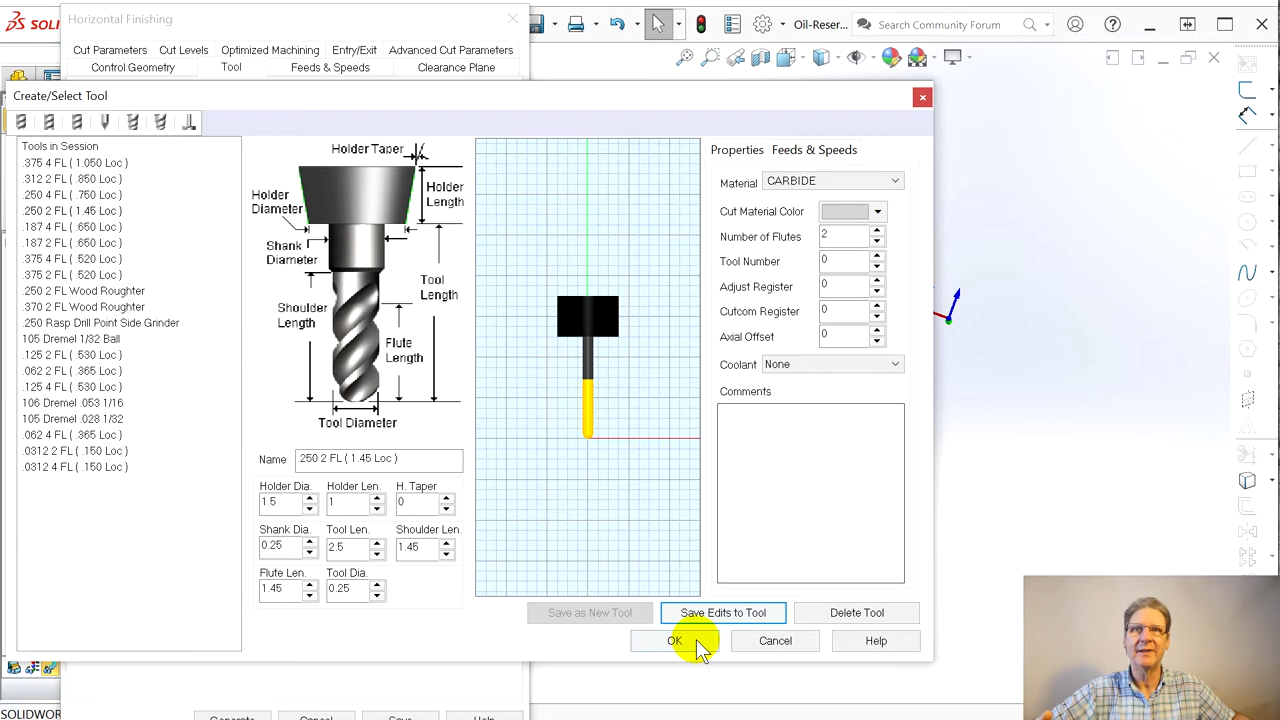 SOLI
Horizontal Finishing
Oil-Reser...
Search Community Forum
Cut Parameters Cut Levels Optimized Machining Entry/Exit Advanced Cut Parameters
Control Geometry Tool Feeds & Speeds Clearance Plane
Create/Select Tool
Tools in Session
.375 4 FL ( 1.050 Loc )
.312 2 FL ( .850 Loc )
.250 4 FL ( .750 Loc )
.250 2 FL ( 1.45 Loc )
.187 4 FL ( .650 Loc )
.187 2 FL ( .650 Loc )
.375 4 FL ( .520 Loc )
.375 2 FL ( .520 Loc )
.250 2 FL Wood Roughter
.370 2 FL Wood Roughter
.250 Rasp Drill Point Side Grinder
105 Dremel 1/32 Ball
.125 2 FL ( .530 Loc )
.062 2 FL ( .365 Loc )
.125 4 FL ( .530 Loc )
106 Dremel .053 1/16
105 Dremel .028 1/32
.062 4 FL ( .365 Loc )
.0312 2 FL ( .150 Loc )
.0312 4 FL ( .150 Loc )
Holder Taper
Holder Diameter
Holder Length
Shank Diameter
Tool Length
Shoulder Length
Flute Length
Tool Diameter
Name 250 2 FL ( 1.45 Loc )
Holder Dia. Holder Len. H. Taper
1.5 1 0
Shank Dia. Tool Len. Shoulder Len.
0.25 2.5 1.45
Flute Len. Tool Dia.
1.45 0.25
Properties Feeds & Speeds
Material CARBIDE
Cut Material Color
Number of Flutes 2
Tool Number 0
Adjust Register 0
Cutcom Register 0
Axial Offset 0
Coolant None
Comments
Save as New Tool Save Edits to Tool Delete Tool
OK Cancel Help
SOLIDWOR
Generate Cancel Save Help